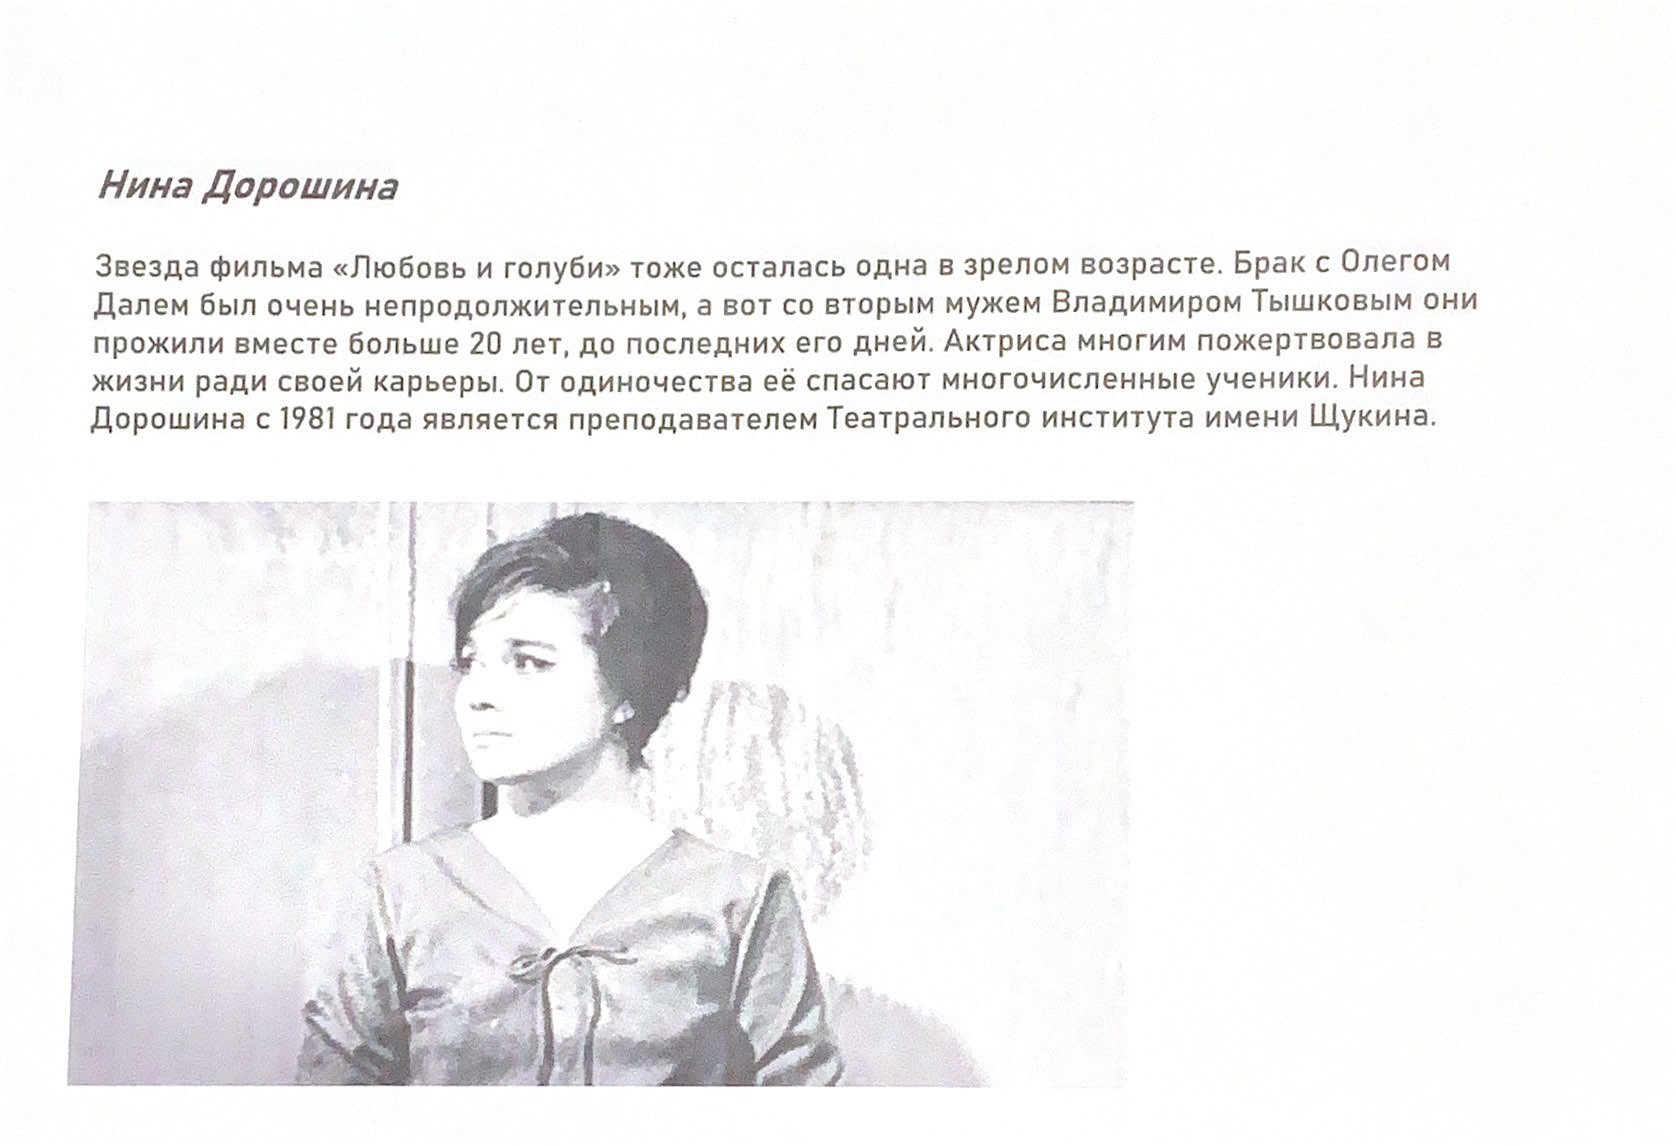 Нина Дорошина
Звезда фильма «Любовь и голуби» тоже осталась одна в зрелом возрасте. Брак с Олегом
Далем был очень непродолжительным, а вот со вторым мужем Владимиром Тышковым они
прожили вместе больше 20 лет, до последних его дней. Актриса многим пожертвовала в
жизни ради своей карьеры. От одиночества её спасают многочисленные ученики. Нина
Дорошина с 1981 года является преподавателем Театрального института имени Щукина.